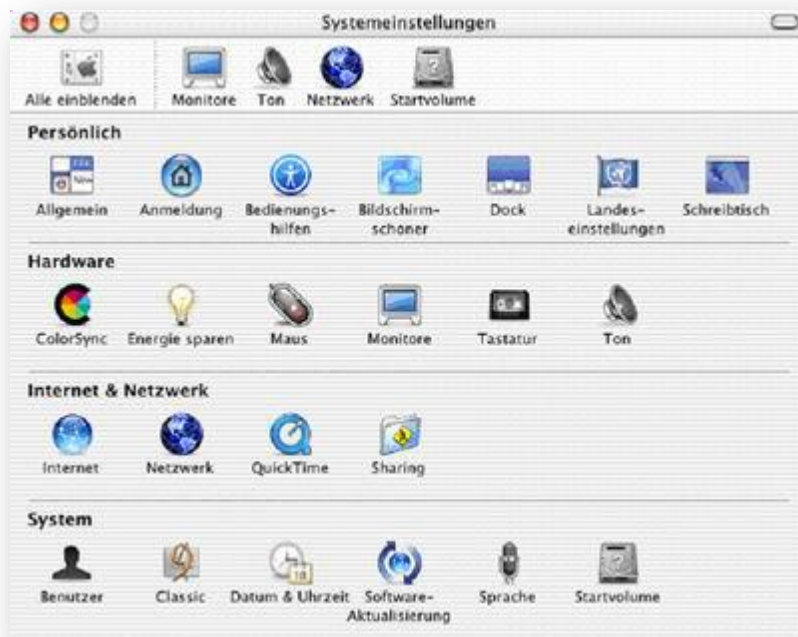 Systemeinstellungen
Alle einblenden Monitore Ton Netzwerk Startvolume
Persönlich
Allgemein Anmeldung Bedienungs- Bildschirm- Dock Landes- Schreibtisch
hilfen schoner einstellungen
Hardware
ColorSync Energie sparen Maus Monitore Tastatur Ton
Internet & Netzwerk
Internet Netzwerk QuickTime Sharing
System
Benutzer Classic Datum & Uhrzeit Software- Sprache Startvolume
Aktualisierung